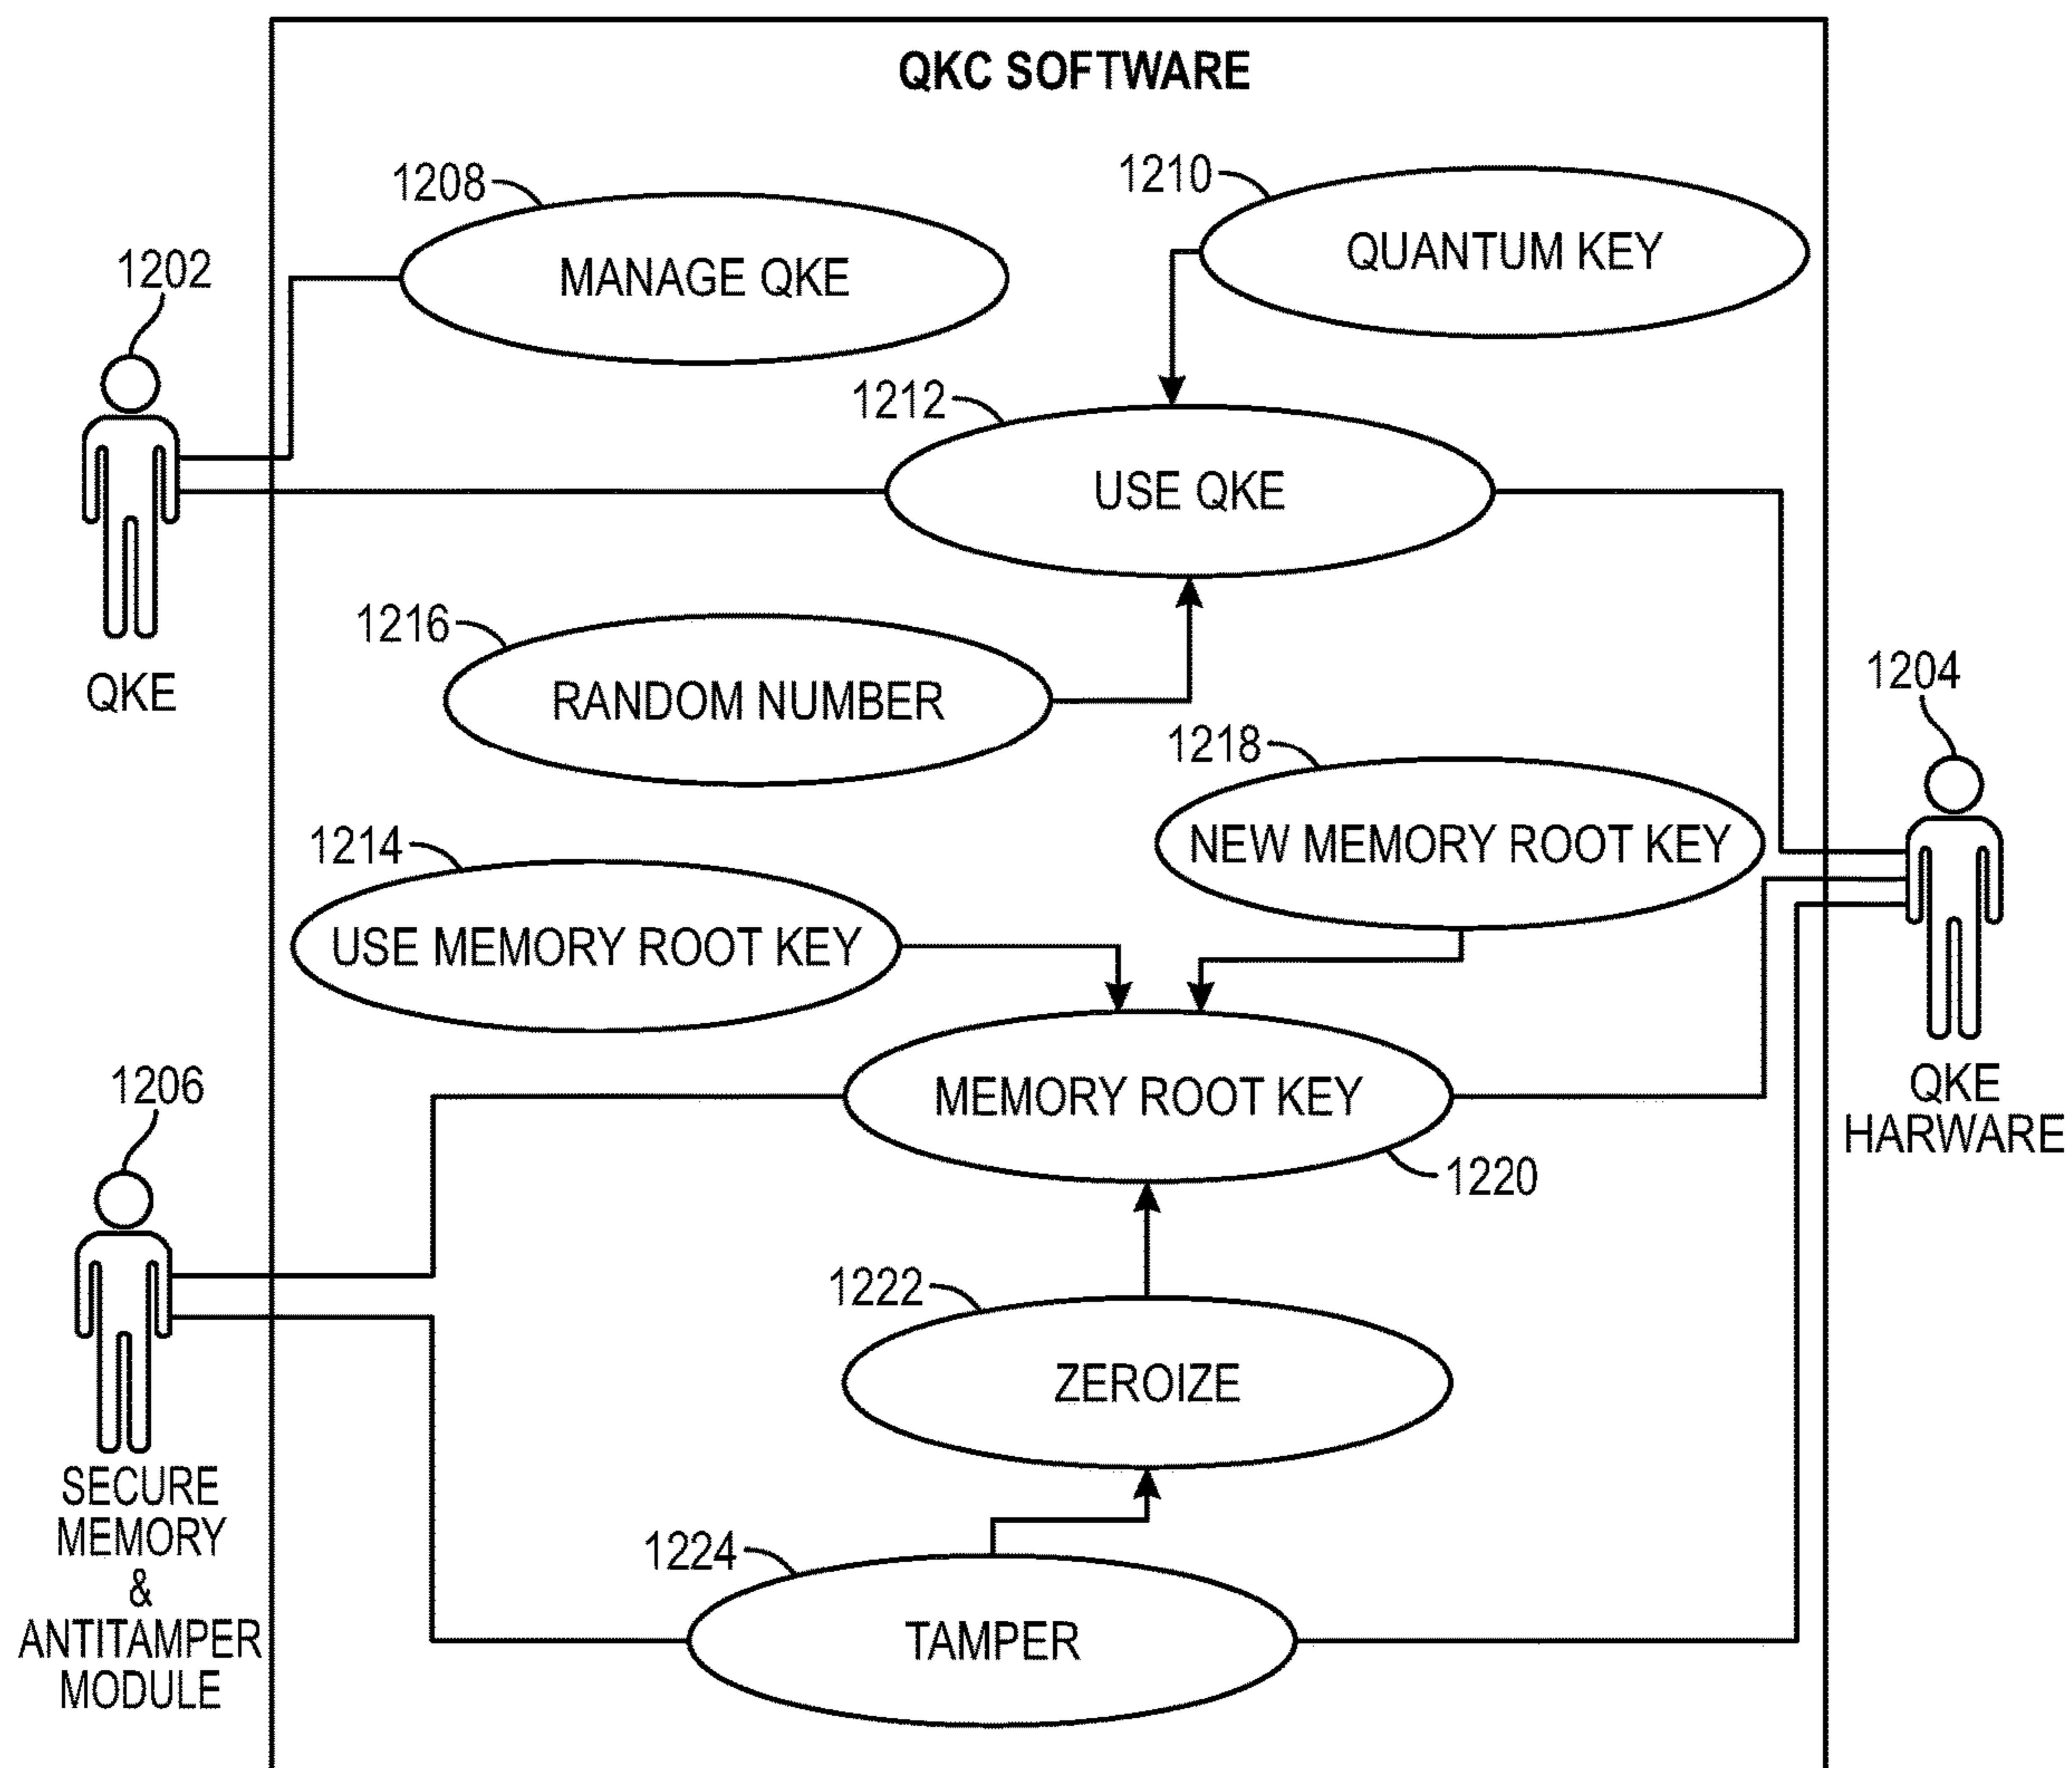 QKC SOFTWARE
1208
MANAGE QKE
1210
QUANTUM KEY
1202
QKE
1212
USE QKE
1216
RANDOM NUMBER
1218
NEW MEMORY ROOT KEY
1204
QKE
HARWARE
1214
USE MEMORY ROOT KEY
MEMORY ROOT KEY
1220
1206
SECURE
MEMORY
&
ANTITAMPER
MODULE
1222
ZEROIZE
1224
TAMPER